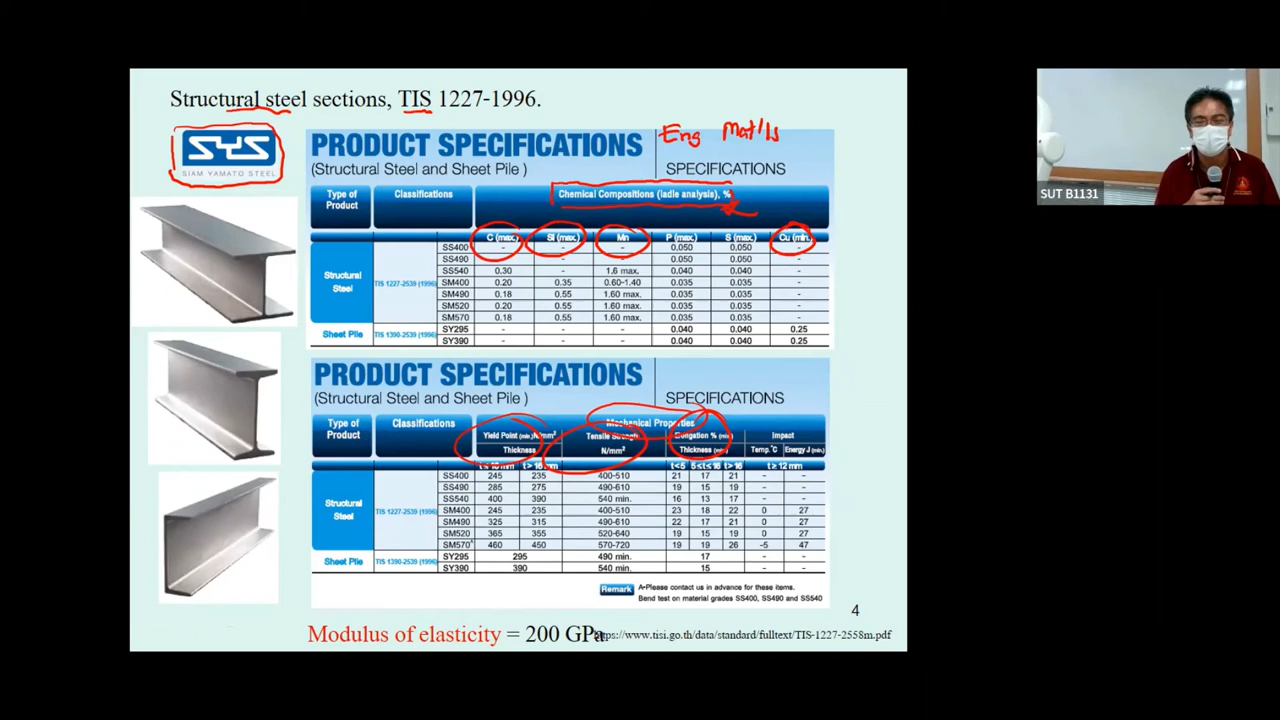 Structural steel sections, TIS 1227-1996.
SYS
SIAM YAMATO STEEL
PRODUCT SPECIFICATIONS
(Structural Steel and Sheet Pile )
Eng Mat'ls
SPECIFICATIONS
Type of Product Classifications Chemical Compositions (ladle analysis), %
C (max.) Si (max.) Mn P (max.) S (max.) Cu (min.)
Structural Steel TIS 1227-2539 (1996)
SS400 - - - 0.050 0.050 -
SS490 - - - 0.050 0.050 -
SS540 0.30 - 1.6 max. 0.040 0.040 -
SM400 0.20 0.35 0.60-1.40 0.035 0.035 -
SM490 0.18 0.55 1.60 max. 0.035 0.035 -
SM520 0.20 0.55 1.60 max. 0.035 0.035 -
SM570 0.18 0.55 1.60 max. 0.035 0.035 -
Sheet Pile TIS 1390-2539 (1996)
SY295 - - - 0.040 0.040 0.25
SY390 - - - 0.040 0.040 0.25
PRODUCT SPECIFICATIONS
(Structural Steel and Sheet Pile )
SPECIFICATIONS
Type of Product Classifications Mechanical Properties
Yield Point (min.) N/mm² Tensile Strength Elongation % (min) Impact
Thickness N/mm² Thickness (mm) Temp. °C Energy J (min.)
t≤16 mm t>16 mm t<5 5≤t≤16 t>16 t≥12 mm
Structural Steel TIS 1227-2539 (1996)
SS400 245 235 400-510 21 17 21 - -
SS490 285 275 490-610 19 15 19 - -
SS540 400 390 540 min. 16 13 17 - -
SM400 245 235 400-510 23 18 22 0 27
SM490 325 315 490-610 22 17 21 0 27
SM520 365 355 520-640 19 15 19 0 27
SM570ᴬ 460 450 570-720 19 19 26 -5 47
Sheet Pile TIS 1390-2539 (1996)
SY295 295 490 min. 17 - -
SY390 390 540 min. 15 - -
Remark A-Please contact us in advance for these items.
Bend test on material grades SS400, SS490 and SS540
4
Modulus of elasticity = 200 GPa
ttps://www.tisi.go.th/data/standard/fulltext/TIS-1227-2558m.pdf
SUT B1131